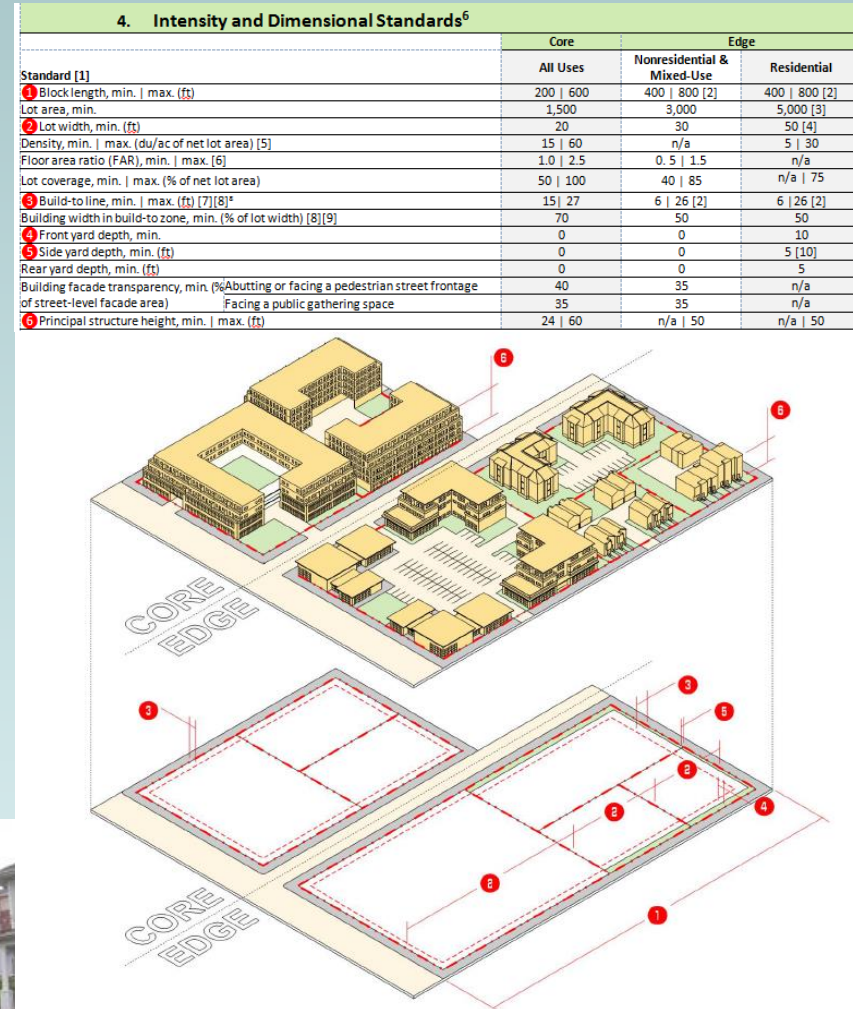 4. Intensity and Dimensional Standards6
Core Edge
Standard [1] All Uses Nonresidential & Mixed-Use Residential
1 Block length, min. | max. (ft) 200 | 600 400 | 800 [2] 400 | 800 [2]
Lot area, min. 1,500 3,000 5,000 [3]
2 Lot width, min. (ft) 20 30 50 [4]
Density, min. | max. (du/ac of net lot area) [5] 15 | 60 n/a 5 | 30
Floor area ratio (FAR), min. | max. [6] 1.0 | 2.5 0. 5 | 1.5 n/a
Lot coverage, min. | max. (% of net lot area) 50 | 100 40 | 85 n/a | 75
3 Build-to line, min. | max. (ft) [7][8]8 15| 27 6 | 26 [2] 6 |26 [2]
Building width in build-to zone, min. (% of lot width) [8][9] 70 50 50
4 Front yard depth, min. 0 0 10
5 Side yard depth, min. (ft) 0 0 5 [10]
Rear yard depth, min. (ft) 0 0 5
Building facade transparency, min. (% Abutting or facing a pedestrian street frontage 40 35 n/a
of street-level facade area) Facing a public gathering space 35 35 n/a
6 Principal structure height, min. | max. (ft) 24 | 60 n/a | 50 n/a | 50
6
6
CORE
EDGE
3
3
5
2
2
4
2
1
CORE
EDGE